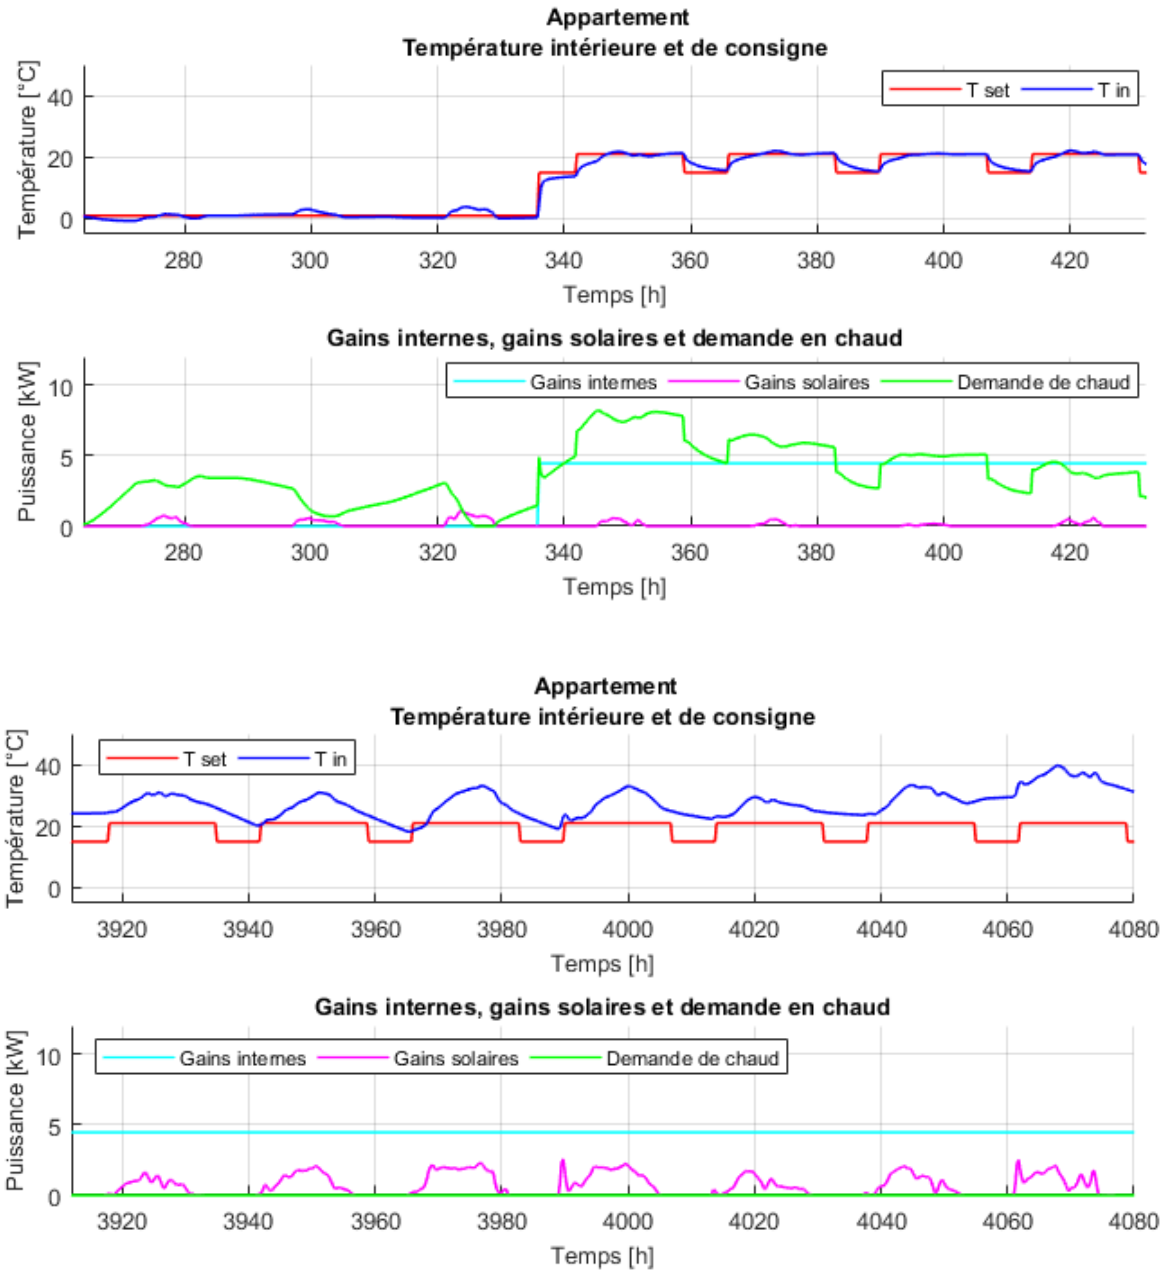 Appartement
Température intérieure et de consigne
Température [°C]
40
20
0
T set T in
280 300 320 340 360 380 400 420
Temps [h]
Gains internes, gains solaires et demande en chaud
Puissance [kW]
10
5
0
Gains internes Gains solaires Demande de chaud
280 300 320 340 360 380 400 420
Temps [h]
Appartement
Température intérieure et de consigne
Température [°C]
40
20
0
T set T in
3920 3940 3960 3980 4000 4020 4040 4060 4080
Temps [h]
Gains internes, gains solaires et demande en chaud
Puissance [kW]
10
5
0
Gains internes Gains solaires Demande de chaud
3920 3940 3960 3980 4000 4020 4040 4060 4080
Temps [h]